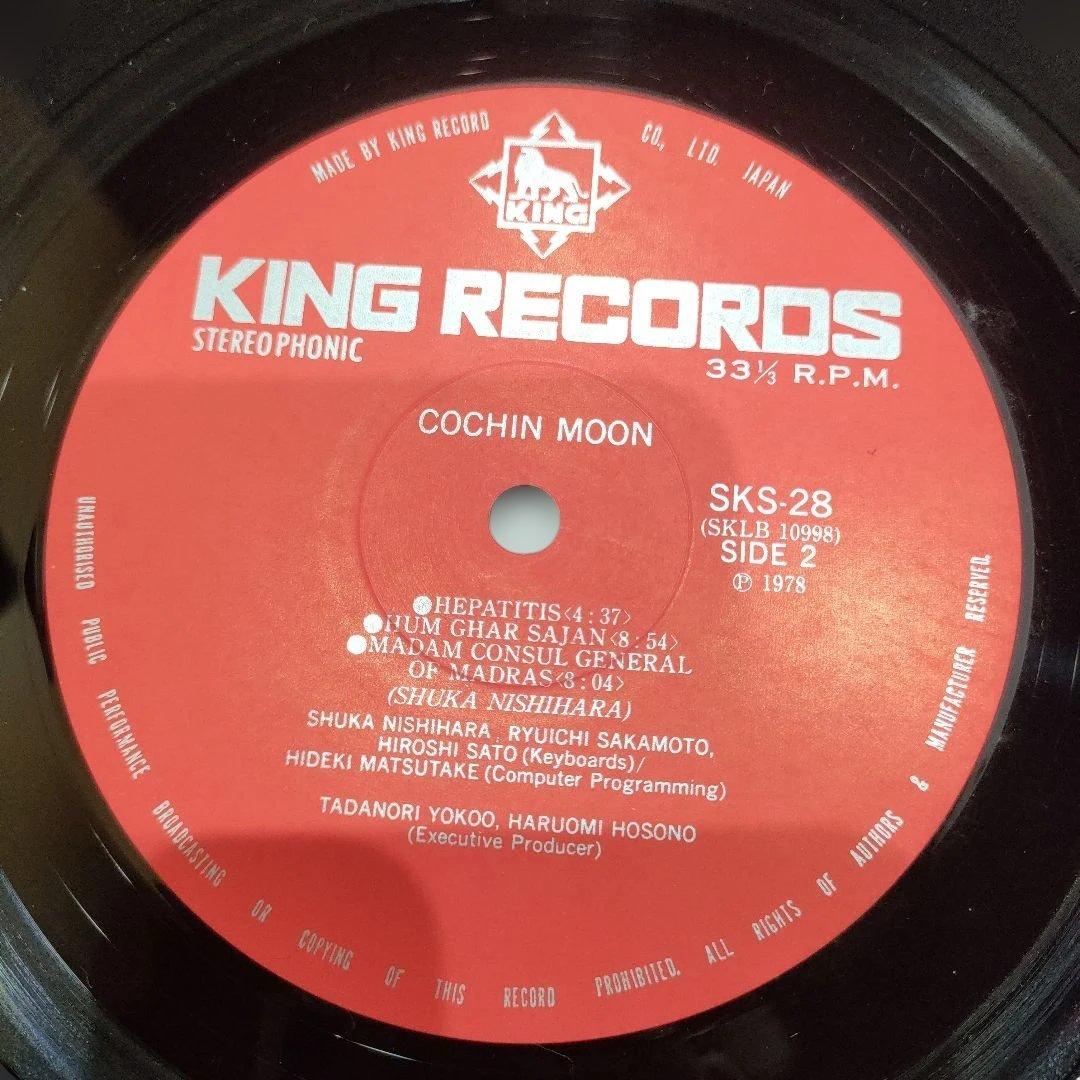 MADE BY KING RECORD CO., LTD. JAPAN
KING
KING RECORDS
STEREOPHONIC
33⅓ R.P.M.
COCHIN MOON
SKS-28
(SKLB 10998)
SIDE 2
Ⓟ 1978
●HEPATITIS<4:37>
●HUM GHAR SAJAN<8:54>
●MADAM CONSUL GENERAL
OF MADRAS<8:04>
(SHUKA NISHIHARA)
SHUKA NISHIHARA, RYUICHI SAKAMOTO,
HIROSHI SATO (Keyboards)/
HIDEKI MATSUTAKE (Computer Programming)
TADANORI YOKOO, HARUOMI HOSONO
(Executive Producer)
UNAUTHORISED PUBLIC PERFORMANCE BROADCASTING OR COPYING OF THIS RECORD PROHIBITED. ALL RIGHTS OF AUTHORS & MANUFACTURER RESERVED.